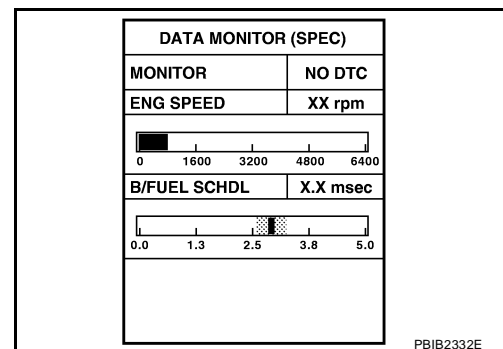 DATA MONITOR (SPEC)
MONITOR NO DTC
ENG SPEED XX rpm
0 1600 3200 4800 6400
B/FUEL SCHDL X.X msec
0.0 1.3 2.5 3.8 5.0
PBIB2332E